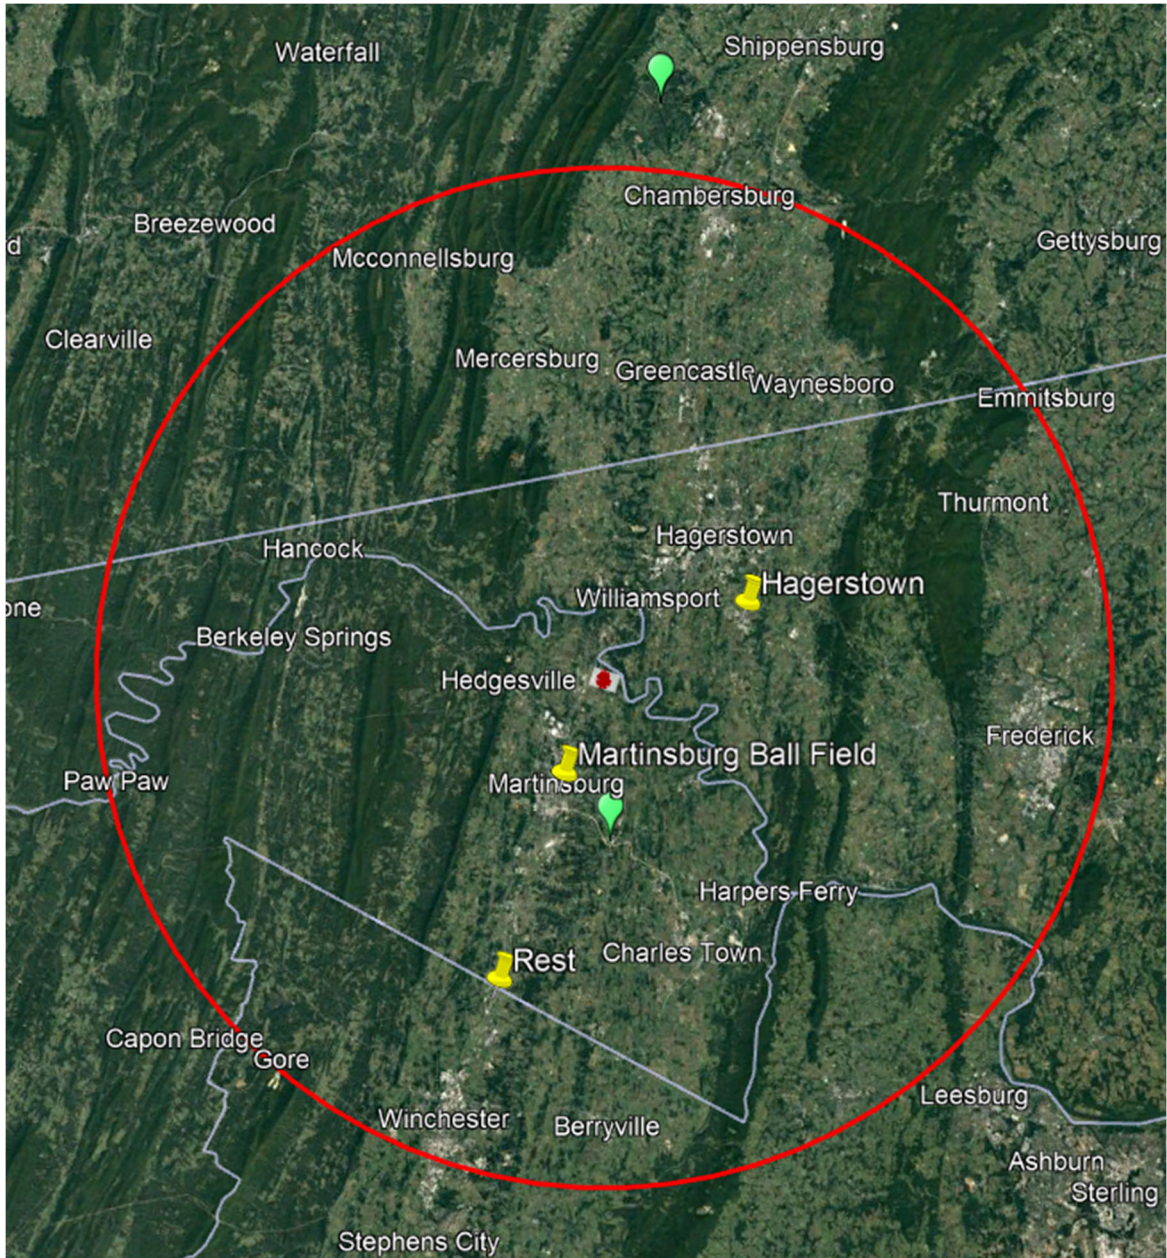 Waterfall
Shippensburg
Chambersburg
Breezewood
Gettysburg
d
Mcconnellsburg
Clearville
Mercersburg
Greencastle
Waynesboro
Emmitsburg
Thurmont
Hagerstown
Hancock
Hagerstown
Williamsport
one
Berkeley Springs
Hedgesville
Frederick
Martinsburg Ball Field
Paw Paw
Martinsburg
Harpers Ferry
Charles Town
Rest
Capon Bridge
Gore
Leesburg
Winchester
Berryville
Ashburn
Sterling
Stephens City